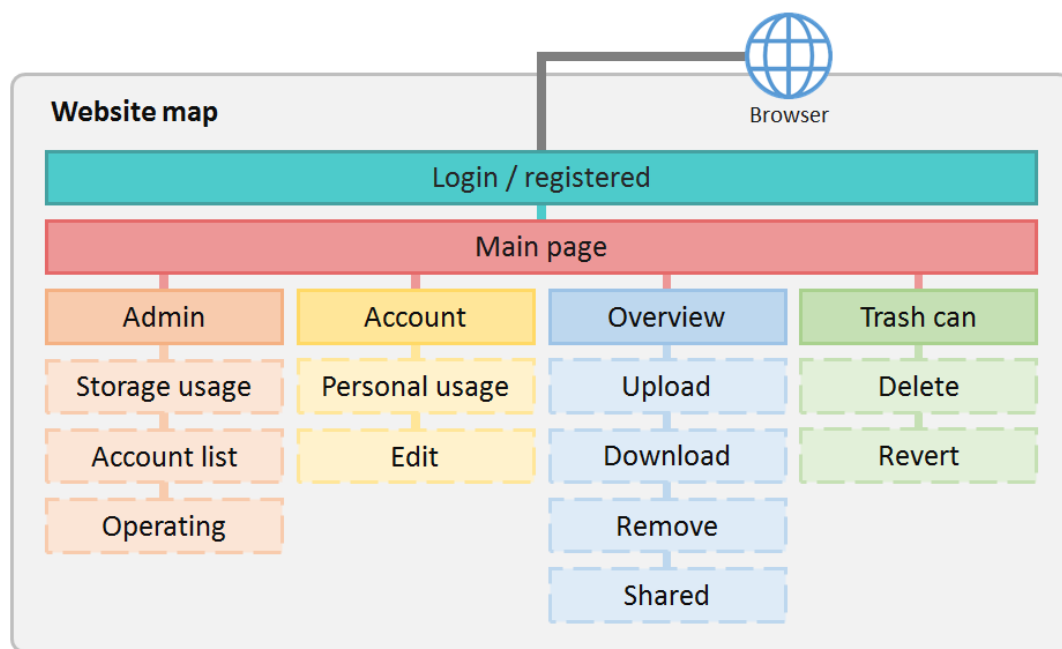 Browser
Website map
Login / registered
Main page
Admin
Account
Overview
Trash can
Storage usage
Personal usage
Upload
Delete
Account list
Edit
Download
Revert
Operating
Remove
Shared